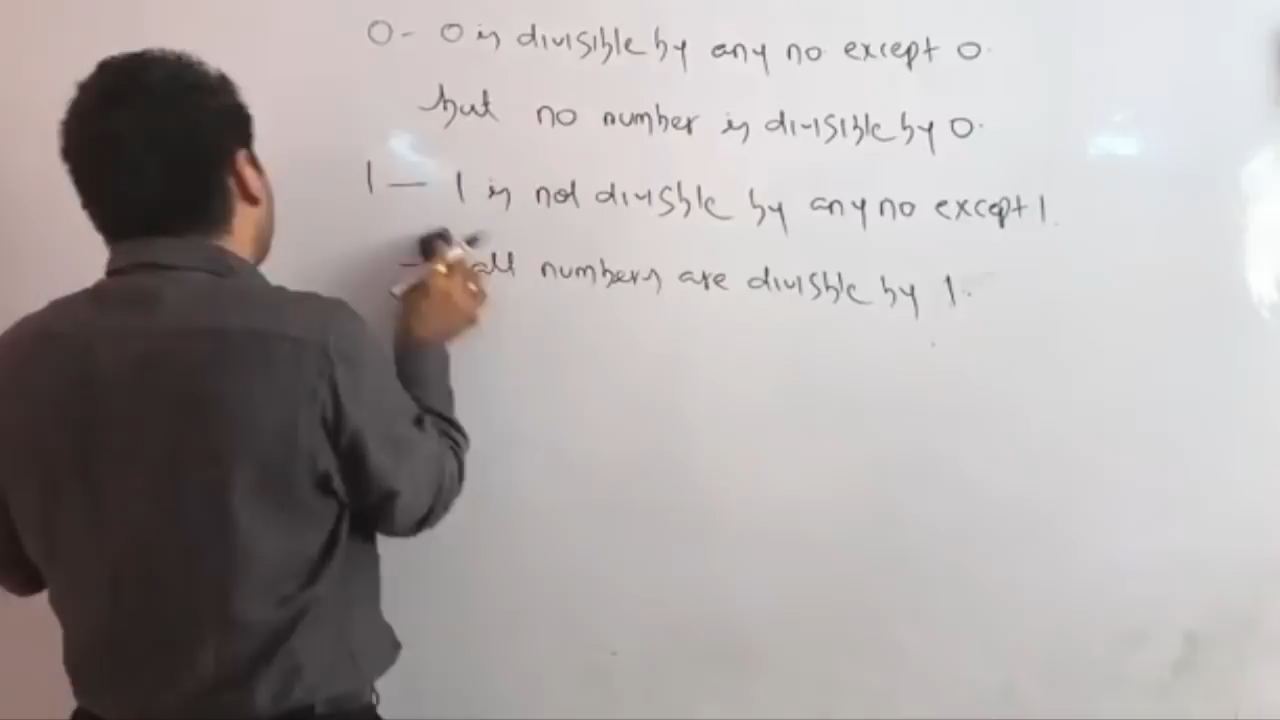 0 - 0 is divisible by any no except 0.
but no number is divisible by 0.
1 — 1 is not divisible by any no except 1.
- all numbers are divisible by 1.